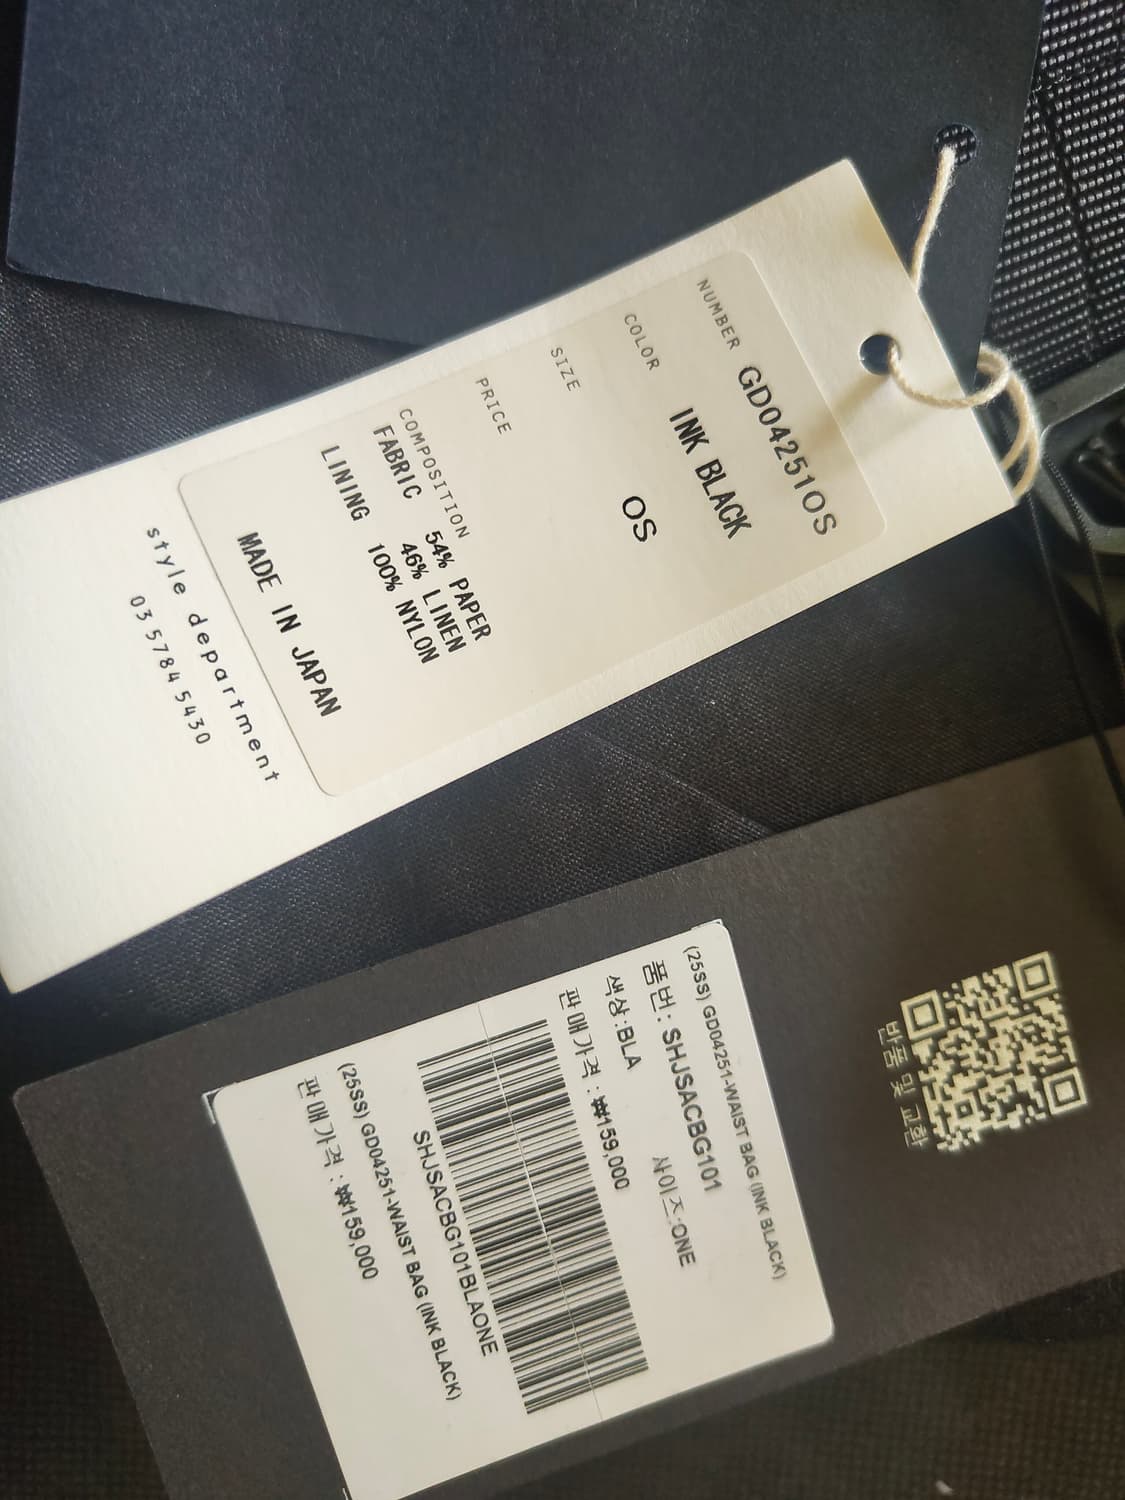 NUMBER GD04251OS
COLOR INK BLACK
SIZE OS
PRICE
COMPOSITION
FABRIC 54% PAPER
46% LINEN
LINING 100% NYLON
MADE IN JAPAN
style department
03 5784 5430
반품 및 교환
(25SS) GD04251-WAIST BAG (INK BLACK)
품번: SHJSACBG101
색상:BLA 사이즈:ONE
판매가격 : ₩159,000
SHJSACBG101BLAONE
(25SS) GD04251-WAIST BAG (INK BLACK)
판매가격 : ₩159,000